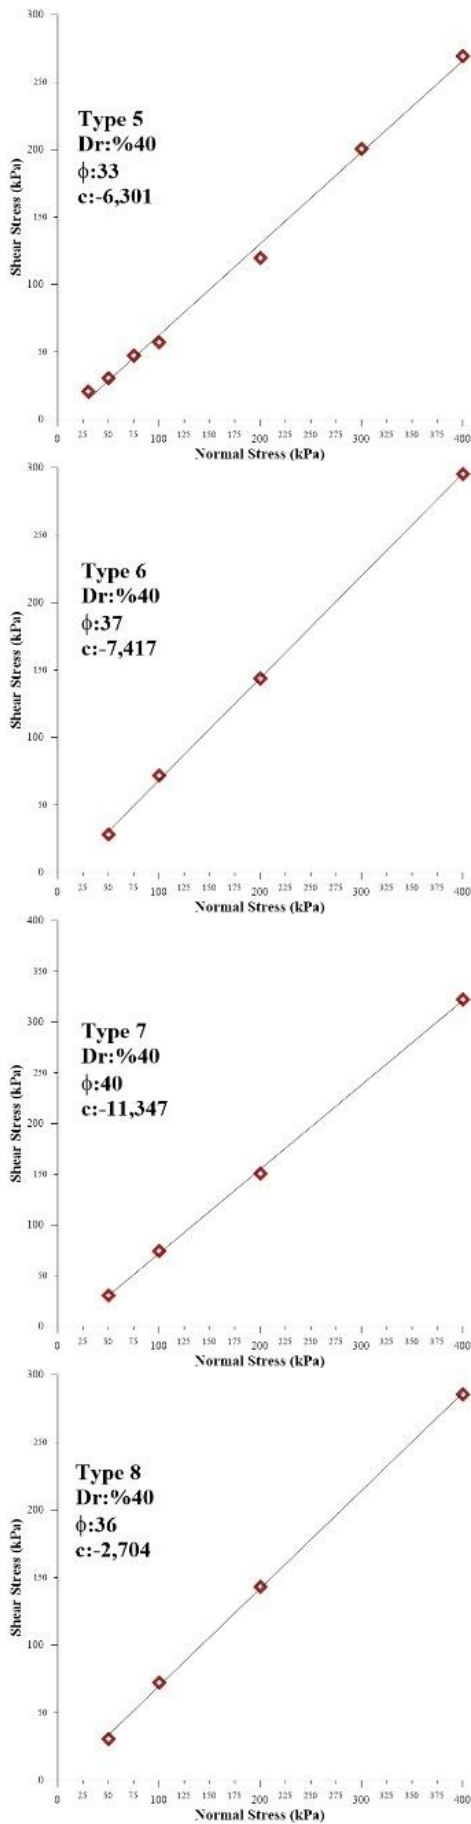 300
250
200
150
100
50
0
Shear Stress (kPa)
Type 5
Dr:%40
ϕ:33
c:-6,301
0 25 50 75 100 125 150 175 200 225 250 275 300 325 350 375 400
Normal Stress (kPa)
300
250
200
150
100
50
0
Shear Stress (kPa)
Type 6
Dr:%40
ϕ:37
c:-7,417
0 25 50 75 100 125 150 175 200 225 250 275 300 325 350 375 400
Normal Stress (kPa)
400
350
300
250
200
150
100
50
0
Shear Stress (kPa)
Type 7
Dr:%40
ϕ:40
c:-11,347
0 25 50 75 100 125 150 175 200 225 250 275 300 325 350 375 400
Normal Stress (kPa)
300
250
200
150
100
50
0
Shear Stress (kPa)
Type 8
Dr:%40
ϕ:36
c:-2,704
0 25 50 75 100 125 150 175 200 225 250 275 300 325 350 375 400
Normal Stress (kPa)